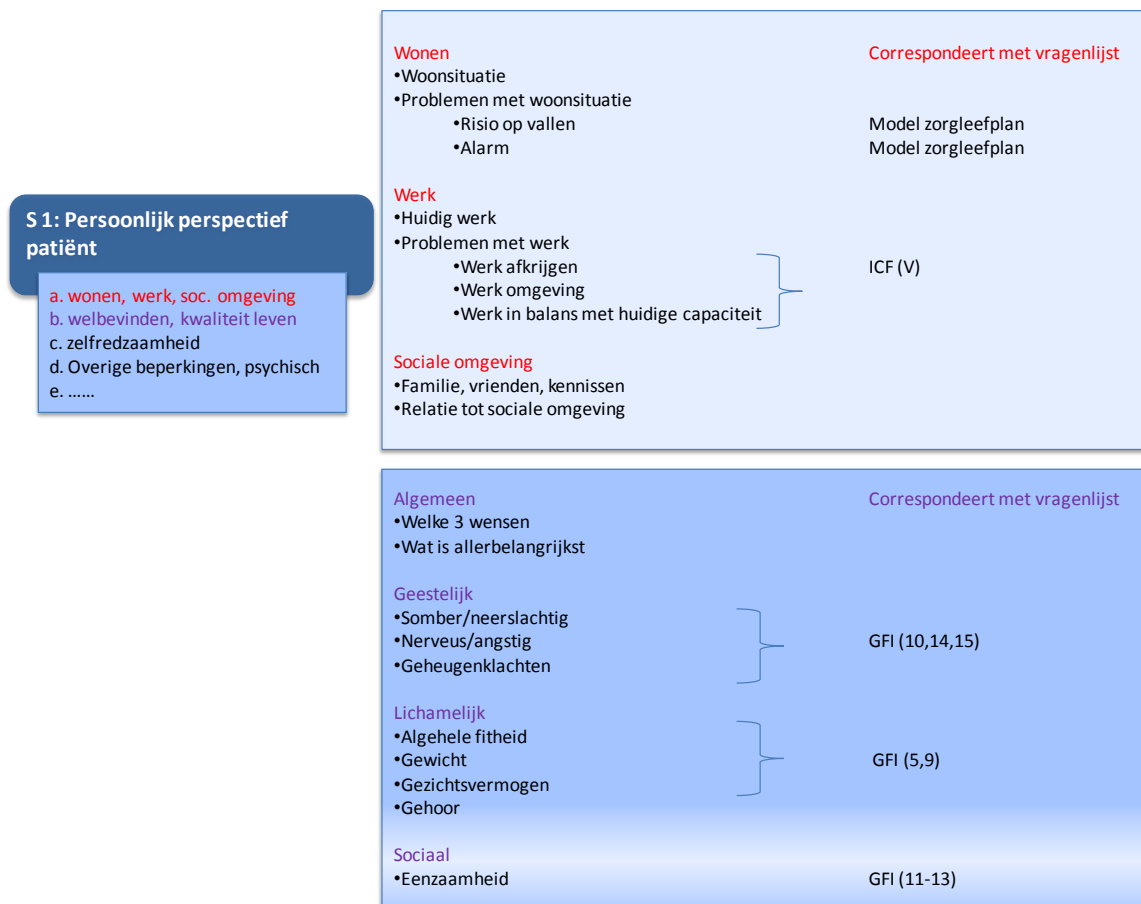 S 1: Persoonlijk perspectief
patiënt
a. wonen, werk, soc. omgeving
b. welbevinden, kwaliteit leven
c. zelfredzaamheid
d. Overige beperkingen, psychisch
e. ......
Wonen Correspondeert met vragenlijst
•Woonsituatie
•Problemen met woonsituatie
•Risio op vallen Model zorgleefplan
•Alarm Model zorgleefplan
Werk
•Huidig werk
•Problemen met werk
•Werk afkrijgen ICF (V)
•Werk omgeving
•Werk in balans met huidige capaciteit
Sociale omgeving
•Familie, vrienden, kennissen
•Relatie tot sociale omgeving
Algemeen Correspondeert met vragenlijst
•Welke 3 wensen
•Wat is allerbelangrijkst
Geestelijk
•Somber/neerslachtig
•Nerveus/angstig GFI (10,14,15)
•Geheugenklachten
Lichamelijk
•Algehele fitheid
•Gewicht GFI (5,9)
•Gezichtsvermogen
•Gehoor
Sociaal
•Eenzaamheid GFI (11-13)